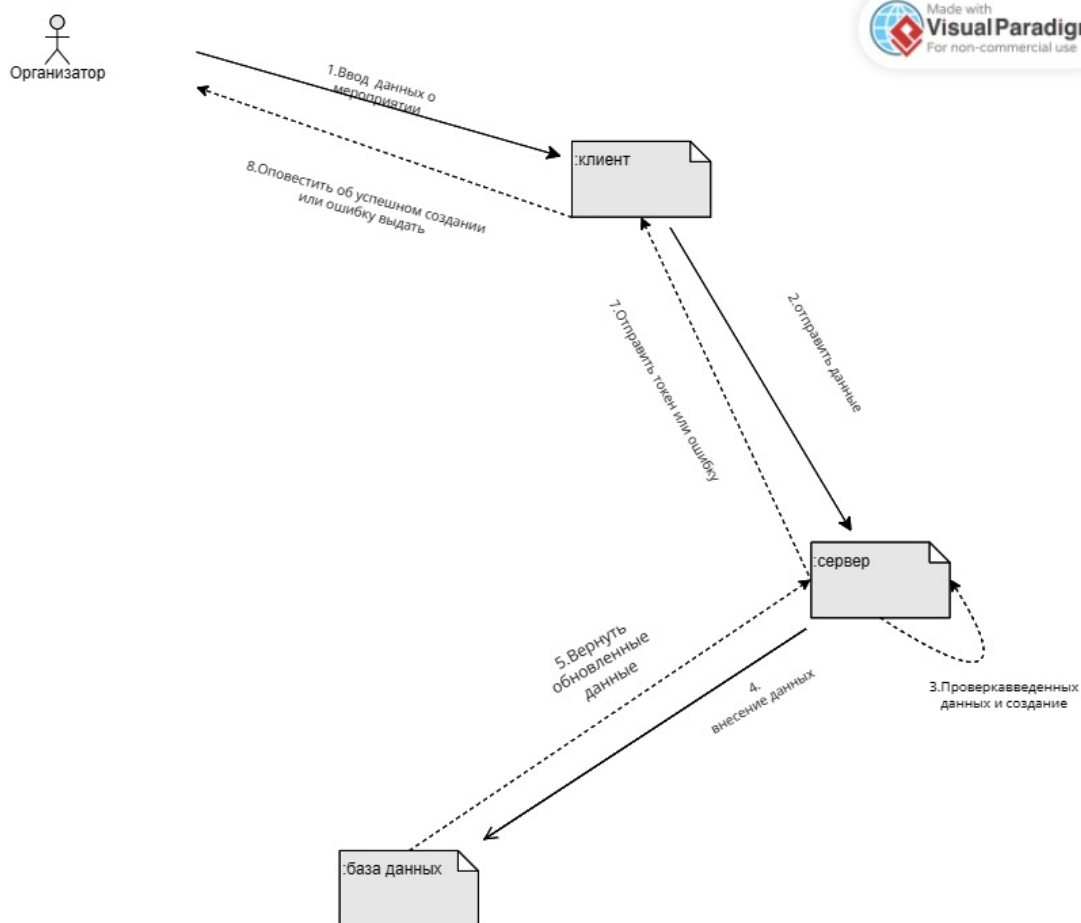 Made with
Visual Paradigm
For non-commercial use
Организатор
1.Ввод данных о
мероприятии
:клиент
8.Оповестить об успешном создании
или ошибку выдать
2.отправить данные
7.Отправить токен или ошибку
:сервер
5.Вернуть
обновленные
данные
4.
внесение данных
3.Проверкавведенных
данных и создание
:база данных